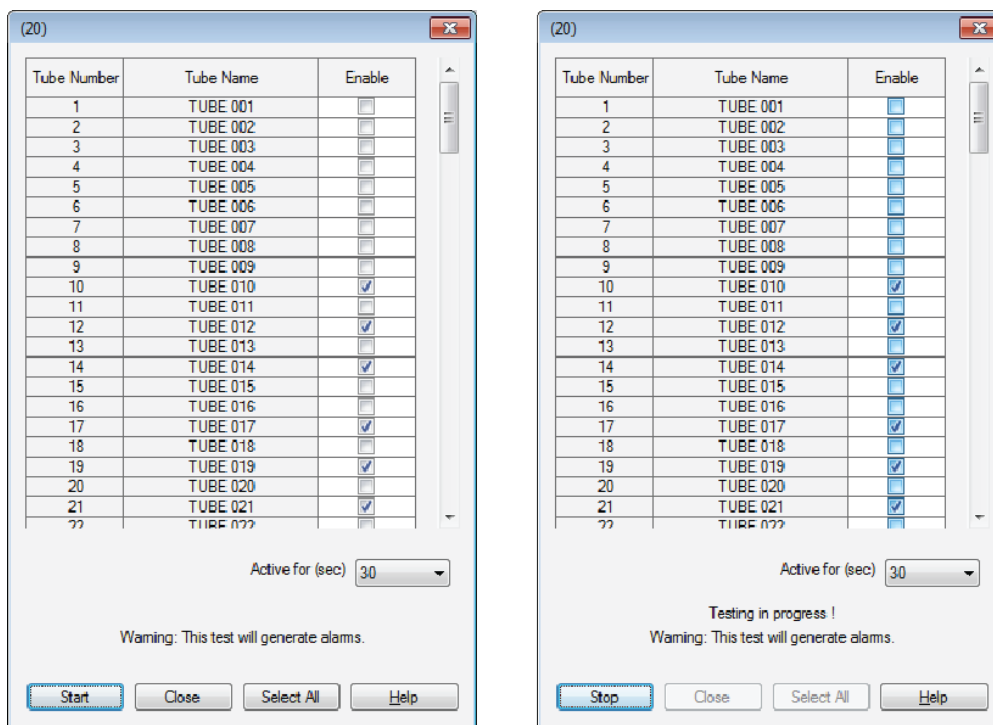 (20)
Tube Number Tube Name Enable
1 TUBE 001
2 TUBE 002
3 TUBE 003
4 TUBE 004
5 TUBE 005
6 TUBE 006
7 TUBE 007
8 TUBE 008
9 TUBE 009
10 TUBE 010
11 TUBE 011
12 TUBE 012
13 TUBE 013
14 TUBE 014
15 TUBE 015
16 TUBE 016
17 TUBE 017
18 TUBE 018
19 TUBE 019
20 TUBE 020
21 TUBE 021
22 TUBE 022
Active for (sec) 30
Warning: This test will generate alarms.
Start Close Select All Help
(20)
Tube Number Tube Name Enable
1 TUBE 001
2 TUBE 002
3 TUBE 003
4 TUBE 004
5 TUBE 005
6 TUBE 006
7 TUBE 007
8 TUBE 008
9 TUBE 009
10 TUBE 010
11 TUBE 011
12 TUBE 012
13 TUBE 013
14 TUBE 014
15 TUBE 015
16 TUBE 016
17 TUBE 017
18 TUBE 018
19 TUBE 019
20 TUBE 020
21 TUBE 021
22 TUBE 022
Active for (sec) 30
Testing in progress !
Warning: This test will generate alarms.
Stop Close Select All Help